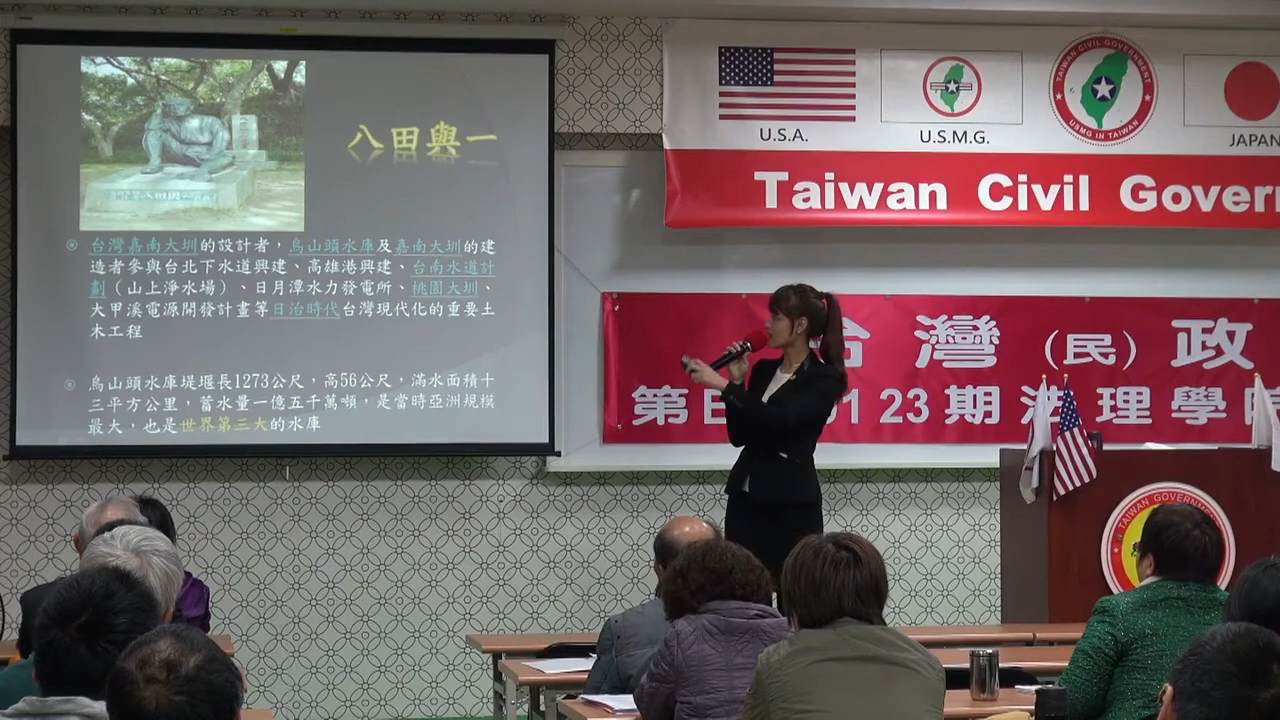 八田與一
台灣嘉南大圳的設計者，烏山頭水庫及嘉南大圳的建
造者參與台北下水道興建、高雄港興建、台南水道計
劃（山上淨水場）、日月潭水力發電所、桃園大圳、
大甲溪電源開發計畫等日治時代台灣現代化的重要土
木工程
烏山頭水庫堤堰長1273公尺，高56公尺，滿水面積十
三平方公里，蓄水量一億五千萬噸，是當時亞洲規模
最大，也是世界第三大的水庫
U.S.A.
U.S.M.G.
TAIWAN CIVIL GOVERNMENT
USMG IN TAIWAN
JAPAN
Taiwan Civil Govern
台灣(民)政
第 123期法理學院
TAIWAN GOVERNMENT